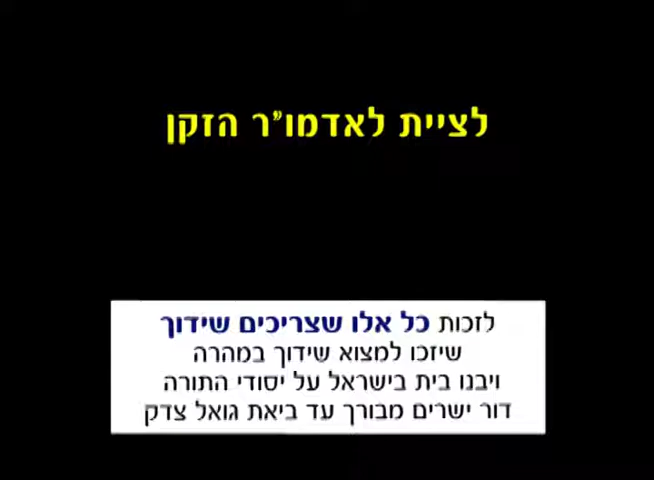 לציית לאדמו"ר הזקן
לזכות כל אלו שצריכים שידוך
שיזכו למצוא שידוך במהרה
ויבנו בית בישראל על יסודי התורה
דור ישרים מבורך עד ביאת גואל צדק